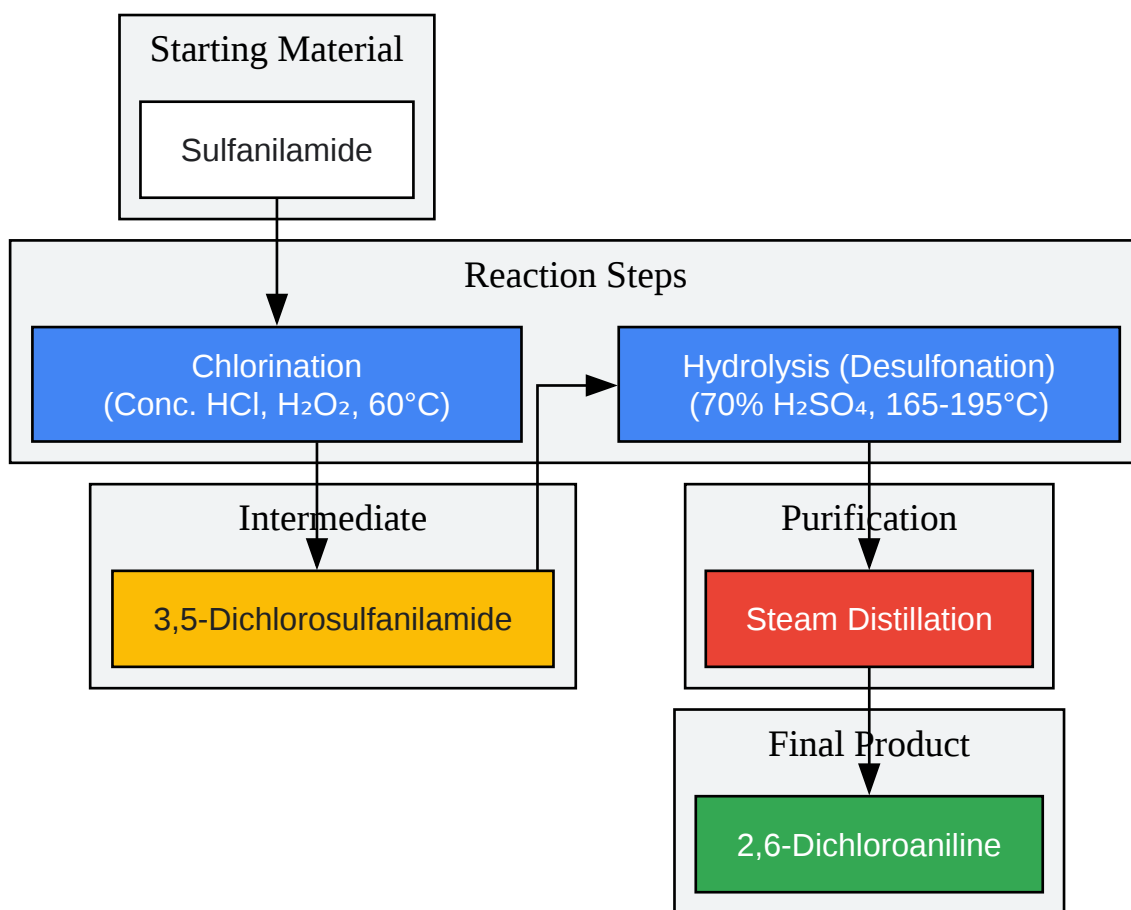 Starting Material
Sulfanilamide
Reaction Steps
Chlorination
(Conc. HCl, H₂O₂, 60°C)
Hydrolysis (Desulfonation)
(70% H₂SO₄, 165-195°C)
Intermediate
3,5-Dichlorosulfanilamide
Purification
Steam Distillation
Final Product
2,6-Dichloroaniline